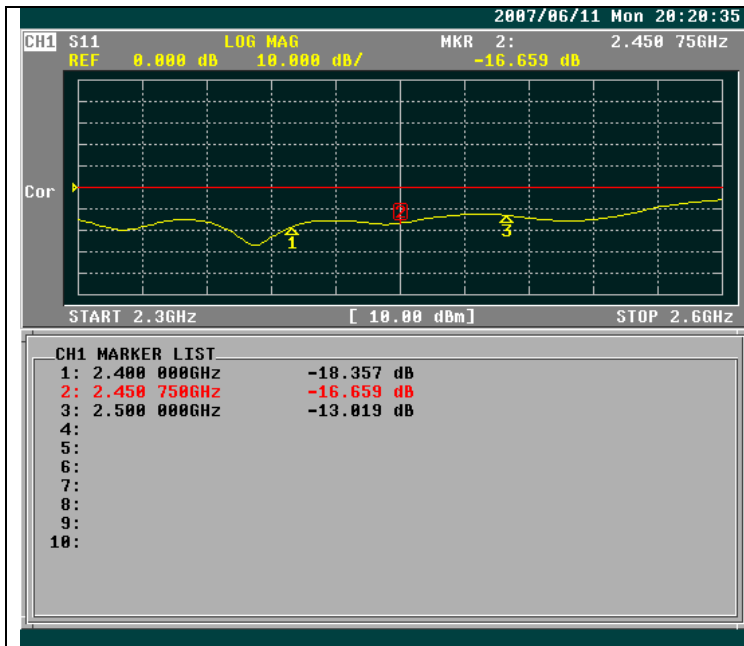 2007/06/11 Mon 20:20:35
CH1 S11 LOG MAG MKR 2: 2.450 75GHz
REF 0.000 dB 10.000 dB/ -16.659 dB
Cor
2
1
3
START 2.3GHz [ 10.00 dBm] STOP 2.6GHz
CH1 MARKER LIST
1: 2.400 000GHz -18.357 dB
2: 2.450 750GHz -16.659 dB
3: 2.500 000GHz -13.019 dB
4:
5:
6:
7:
8:
9:
10: